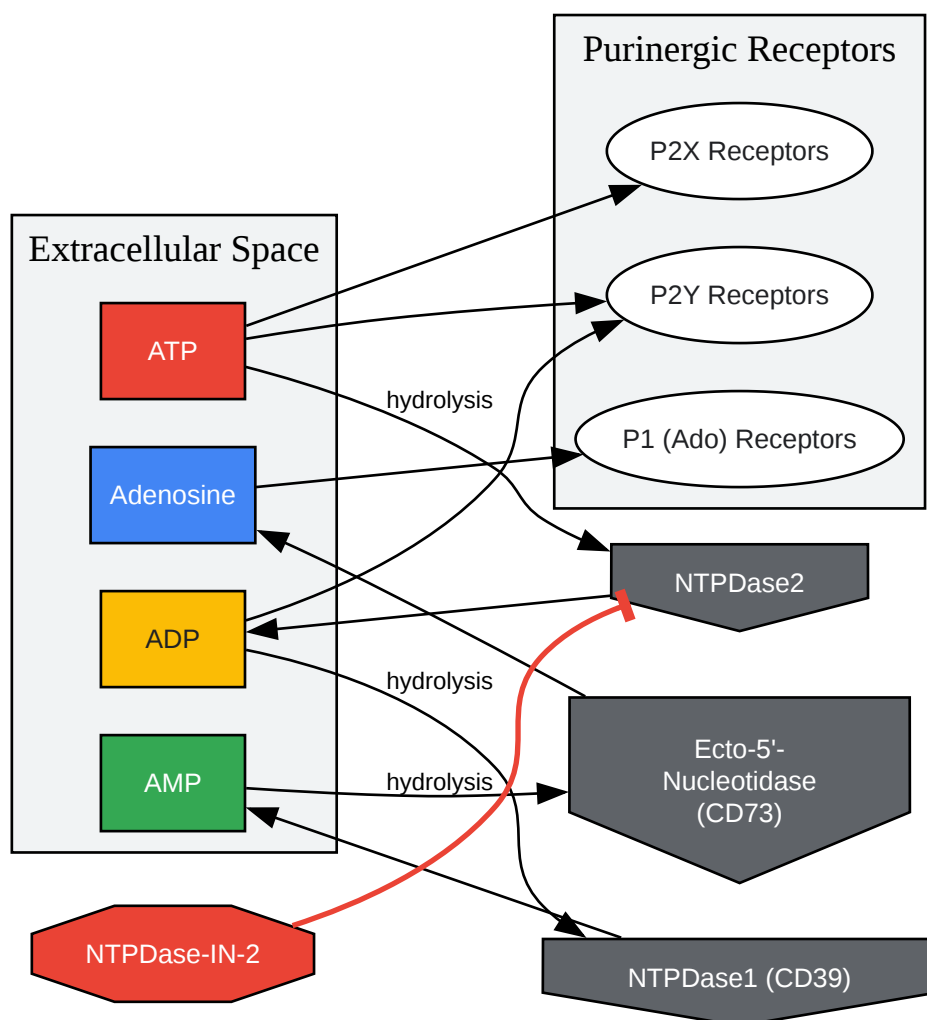 Purinergic Receptors
P2X Receptors
Extracellular Space
P2Y Receptors
ATP
hydrolysis
P1 (Ado) Receptors
Adenosine
NTPDase2
ADP
hydrolysis
Ecto-5'-
Nucleotidase
(CD73)
AMP
hydrolysis
NTPDase-IN-2
NTPDase1 (CD39)